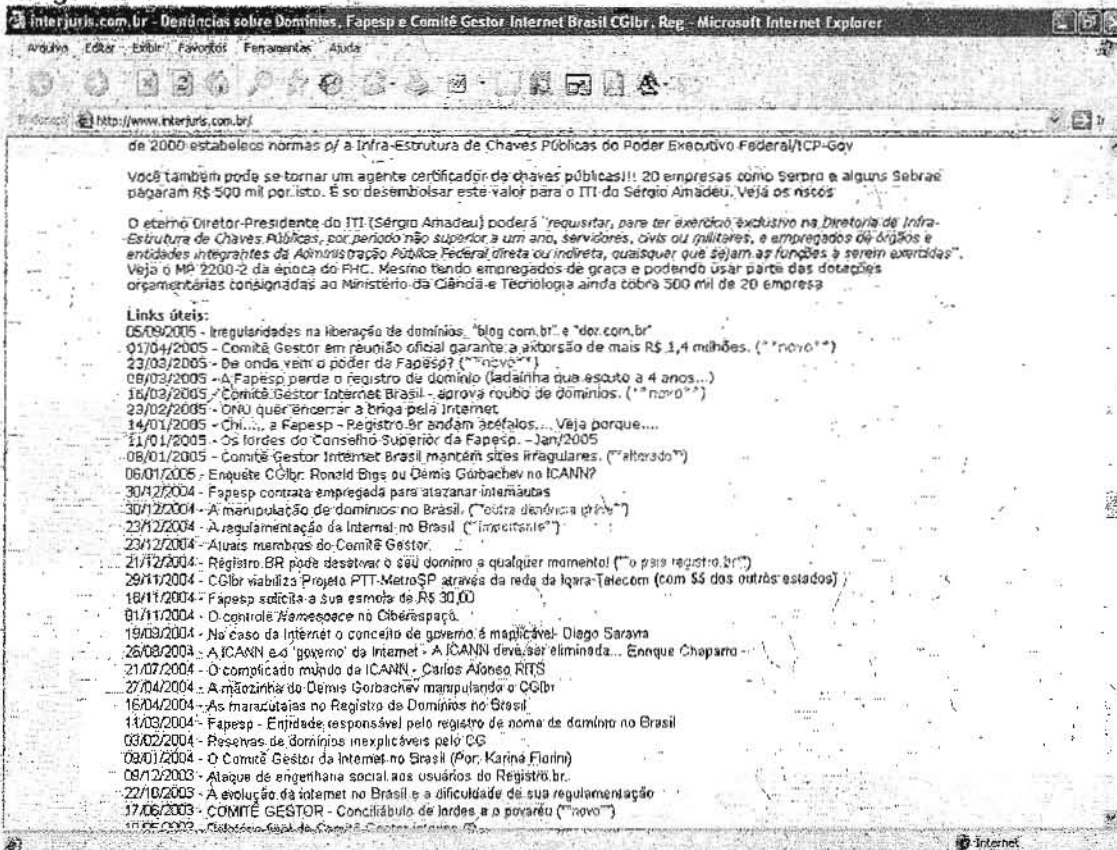 interjuris.com.br - Denúncias sobre Domínios, Fapesp e Comitê Gestor Internet Brasil CGIbr, Reg - Microsoft Internet Explorer
Arquivo Editar Exibir Favoritos Ferramentas Ajuda
Endereço http://www.interjuris.com.br/ Ir
de 2000 estabelece normas p/ a Infra-Estrutura de Chaves Públicas do Poder Executivo Federal/ICP-Gov
Você também pode se tornar um agente certificador de chaves públicas!!! 20 empresas como Serpro e alguns Sebrae
pagaram R$ 500 mil por isto. É so desembolsar este valor para o ITI do Sérgio Amadeu. Veja os riscos
O eterno Diretor-Presidente do ITI (Sérgio Amadeu) poderá "requisitar, para ter exercício exclusivo na Diretoria de Infra-
Estrutura de Chaves Públicas, por período não superior a um ano, servidores, civis ou militares, e empregados de órgãos e
entidades integrantes da Administração Pública Federal direta ou indireta, quaisquer que sejam as funções a serem exercidas".
Veja o MP 2200-2 da época do FHC. Mesmo tendo empregados de graça e podendo usar parte das dotações
orçamentárias consignadas ao Ministério da Ciência e Tecnologia ainda cobra 500 mil de 20 empresa
Links úteis:
05/09/2005 - Irregularidades na liberação de domínios "blog.com.br" e "dor.com.br"
01/04/2005 - Comitê Gestor em reunião oficial garante a extorsão de mais R$ 1,4 milhões. (**novo**)
23/03/2005 - De onde vem o poder da Fapesp? (**novo**)
08/03/2005 - A Fapesp perde o registro de domínio (ladainha que escuto a 4 anos...)
16/03/2005 - Comitê Gestor Internet Brasil - aprova roubo de domínios. (**novo**)
23/02/2005 - ONU quer encerrar a briga pela Internet
14/01/2005 - Chi..., a Fapesp - Registro.Br andam acéfalos... Veja porque....
11/01/2005 - Os lordes do Conselho Superior da Fapesp. - Jan/2005
08/01/2005 - Comitê Gestor Internet Brasil mantém sites irregulares. (**alterado**)
06/01/2005 - Enquete CGIbr: Ronald Bigs ou Demis Gorbachev no ICANN?
30/12/2004 - Fapesp contrata empregada para atazanar internautas
30/12/2004 - A manipulação de domínios no Brasil. (**outra denúncia grave**)
23/12/2004 - A regulamentação da Internet no Brasil (**importante**)
23/12/2004 - Atuais membros do Comitê Gestor.
21/12/2004 - Registro.BR pode desativar o seu domínio a qualquer momento! (**o país registro.br**)
29/11/2004 - CGIbr viabiliza Projeto PTT-MetroSP através da rede da Iqara-Telecom (com $$ dos outros estados)
18/11/2004 - Fapesp solicita a sua esmola de R$ 30,00
01/11/2004 - O controle Namespace no Ciberespaço.
19/09/2004 - No caso da Internet o conceito de governo é maplicável- Diego Saravia
26/08/2004 - A ICANN e o 'governo' da Internet - A ICANN deve ser eliminada... Enrique Chaparro -
21/07/2004 - O complicado mundo da ICANN - Carlos Afonso RITS
27/04/2004 - A mãozinha do Demis Gorbachev manipulando o CGIbr
16/04/2004 - As maracutaias no Registro de Domínios no Brasil
11/03/2004 - Fapesp - Entidade responsável pelo registro de nome de domínio no Brasil
03/02/2004 - Reservas de domínios inexplicáveis pelo CG
08/01/2004 - O Comitê Gestor da Internet no Brasil (Por: Karina Fiorini)
09/12/2003 - Ataque de engenharia social aos usuários do Registro.br.
22/10/2003 - A evolução da internet no Brasil e a dificuldade de sua regulamentação
17/06/2003 - COMITÊ GESTOR - Conciliábulo de lordes e o povaréu (**novo**)
Internet